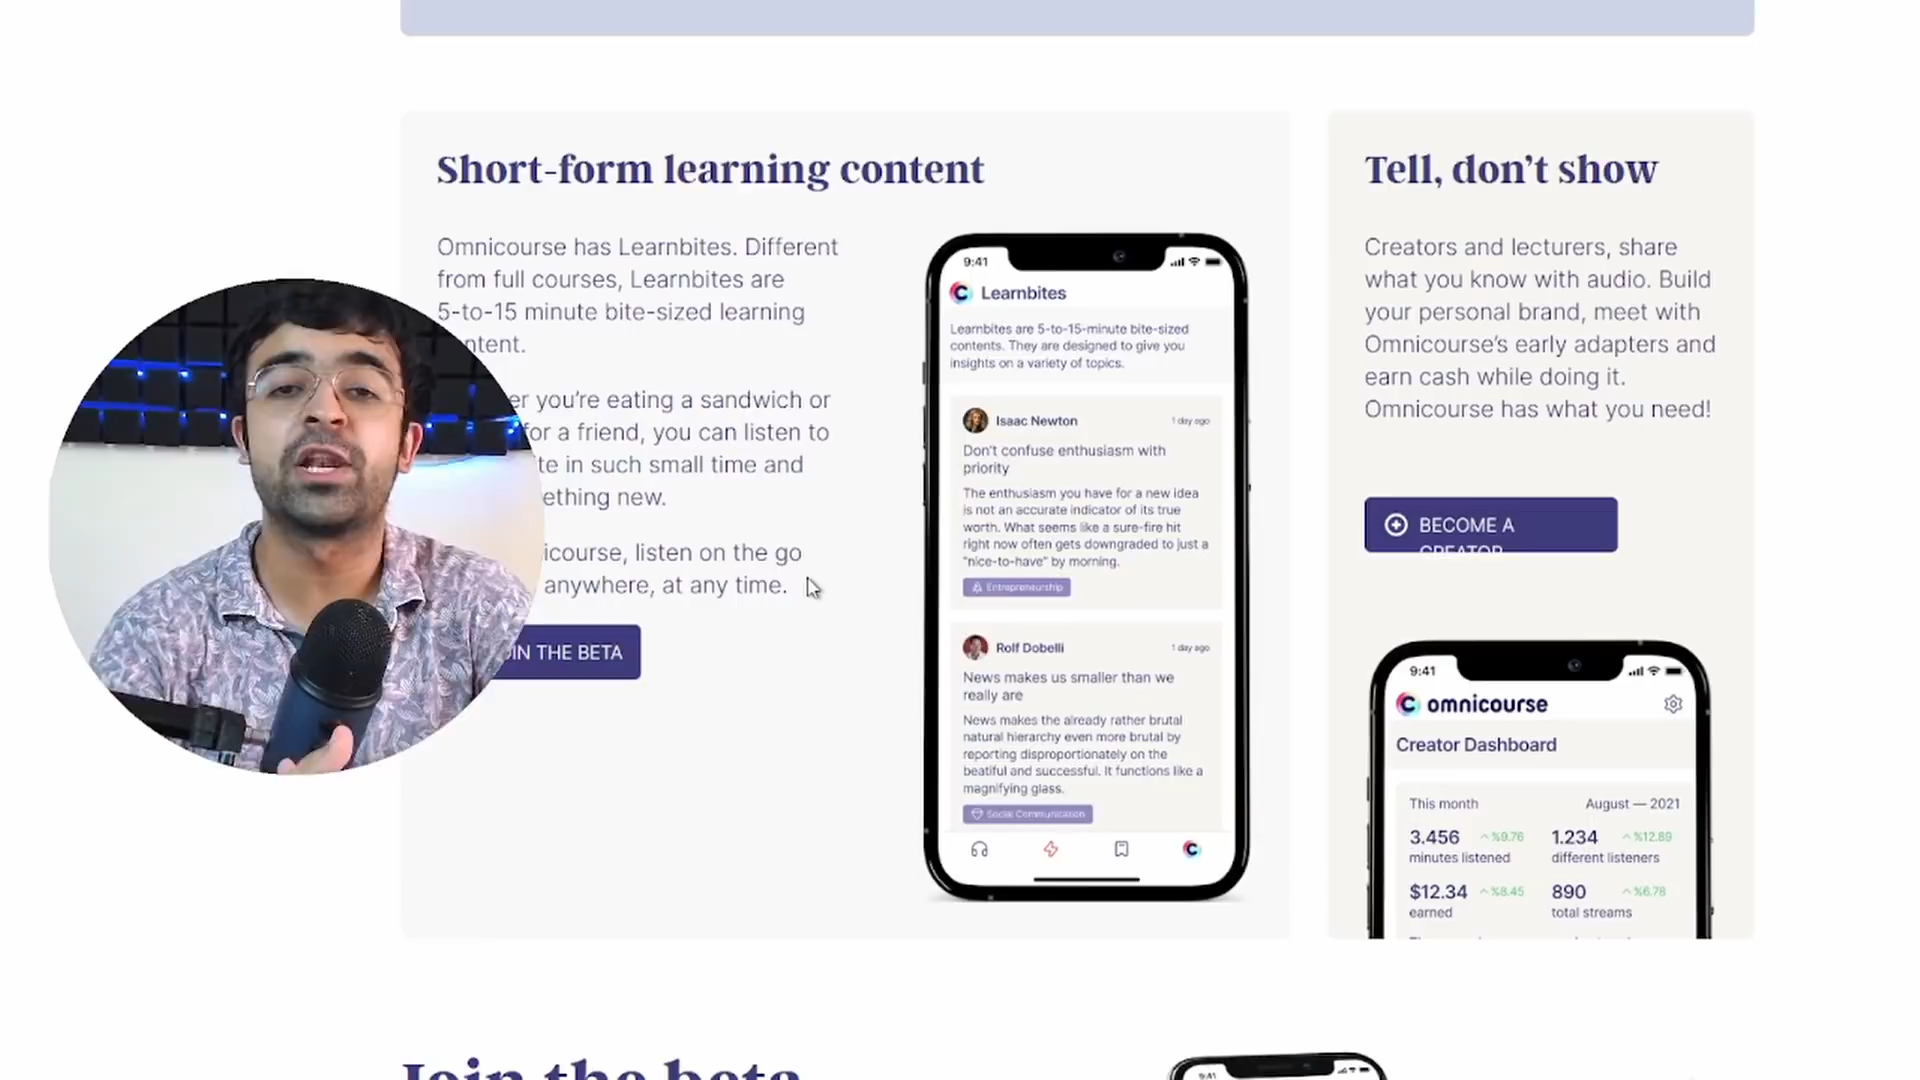 Short-form learning content
Omnicourse has Learnbites. Different
from full courses, Learnbites are
5-to-15 minute bite-sized learning
ntent.
er you're eating a sandwich or
for a friend, you can listen to
te in such small time and
ething new.
icourse, listen on the go
anywhere, at any time.
IN THE BETA
9:41
Learnbites
Learnbites are 5-to-15-minute bite-sized
contents. They are designed to give you
insights on a variety of topics.
Isaac Newton
1 day ago
Don't confuse enthusiasm with
priority
The enthusiasm you have for a new idea
is not an accurate indicator of its true
worth. What seems like a sure-fire hit
right now often gets downgraded to just a
"nice-to-have" by morning.
Entrepreneurship
Rolf Dobelli
1 day ago
News makes us smaller than we
really are
News makes the already rather brutal
natural hierarchy even more brutal by
reporting disproportionately on the
beatiful and successful. It functions like a
magnifying glass.
Social Communication
Tell, don't show
Creators and lecturers, share
what you know with audio. Build
your personal brand, meet with
Omnicourse's early adapters and
earn cash while doing it.
Omnicourse has what you need!
BECOME A
CREATOR
9:41
omnicourse
Creator Dashboard
This month
August — 2021
3.456 %9.76
minutes listened
1.234 %12.89
different listeners
$12.34 %8.45
earned
890 %6.78
total streams
Join the beta
9:41